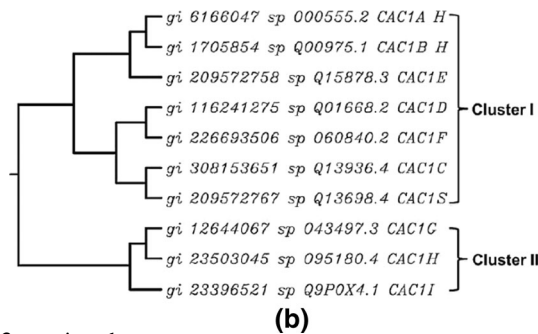 gi 6166047 sp O00555.2 CAC1A H
gi 1705854 sp Q00975.1 CAC1B H
gi 209572758 sp Q15878.3 CAC1E
gi 116241275 sp Q01668.2 CAC1D
gi 226693506 sp O60840.2 CAC1F
gi 308153651 sp Q13936.4 CAC1C
gi 209572767 sp Q13698.4 CAC1S
Cluster I
gi 12644067 sp O43497.3 CAC1G
gi 23503045 sp O95180.4 CAC1H
gi 23396521 sp Q9P0X4.1 CAC1I
Cluster II
(b)